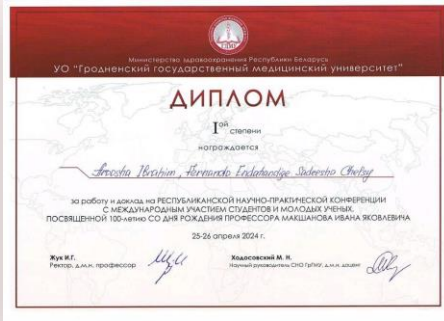 Министерство здравоохранения Республики Беларусь
УО "Гродненский государственный медицинский университет"
ДИПЛОМ
Iой степени
награждается
Ibrahim, Fernando
за работу и доклад на РЕСПУБЛИКАНСКОЙ НАУЧНО-ПРАКТИЧЕСКОЙ КОНФЕРЕНЦИИ
С МЕЖДУНАРОДНЫМ УЧАСТИЕМ СТУДЕНТОВ И МОЛОДЫХ УЧЕНЫХ,
ПОСВЯЩЕННОЙ 100-летию СО ДНЯ РОЖДЕНИЯ ПРОФЕССОРА МАКШАНОВА ИВАНА ЯКОВЛЕВИЧА
25-26 апреля 2024 г.
Жук И.Г.
Ректор, д.м.н, профессор
Ходосовский М. Н.
Научный руководитель СНО ГрГМУ, д.м.н, доцент